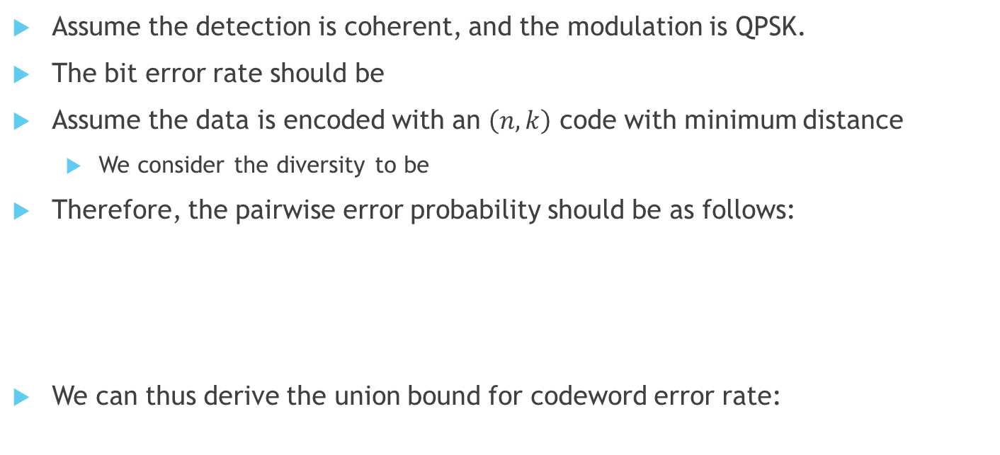 Assume the detection is coherent, and the modulation is QPSK.
The bit error rate should be
Assume the data is encoded with an (n, k) code with minimum distance
We consider the diversity to be
Therefore, the pairwise error probability should be as follows:
We can thus derive the union bound for codeword error rate: